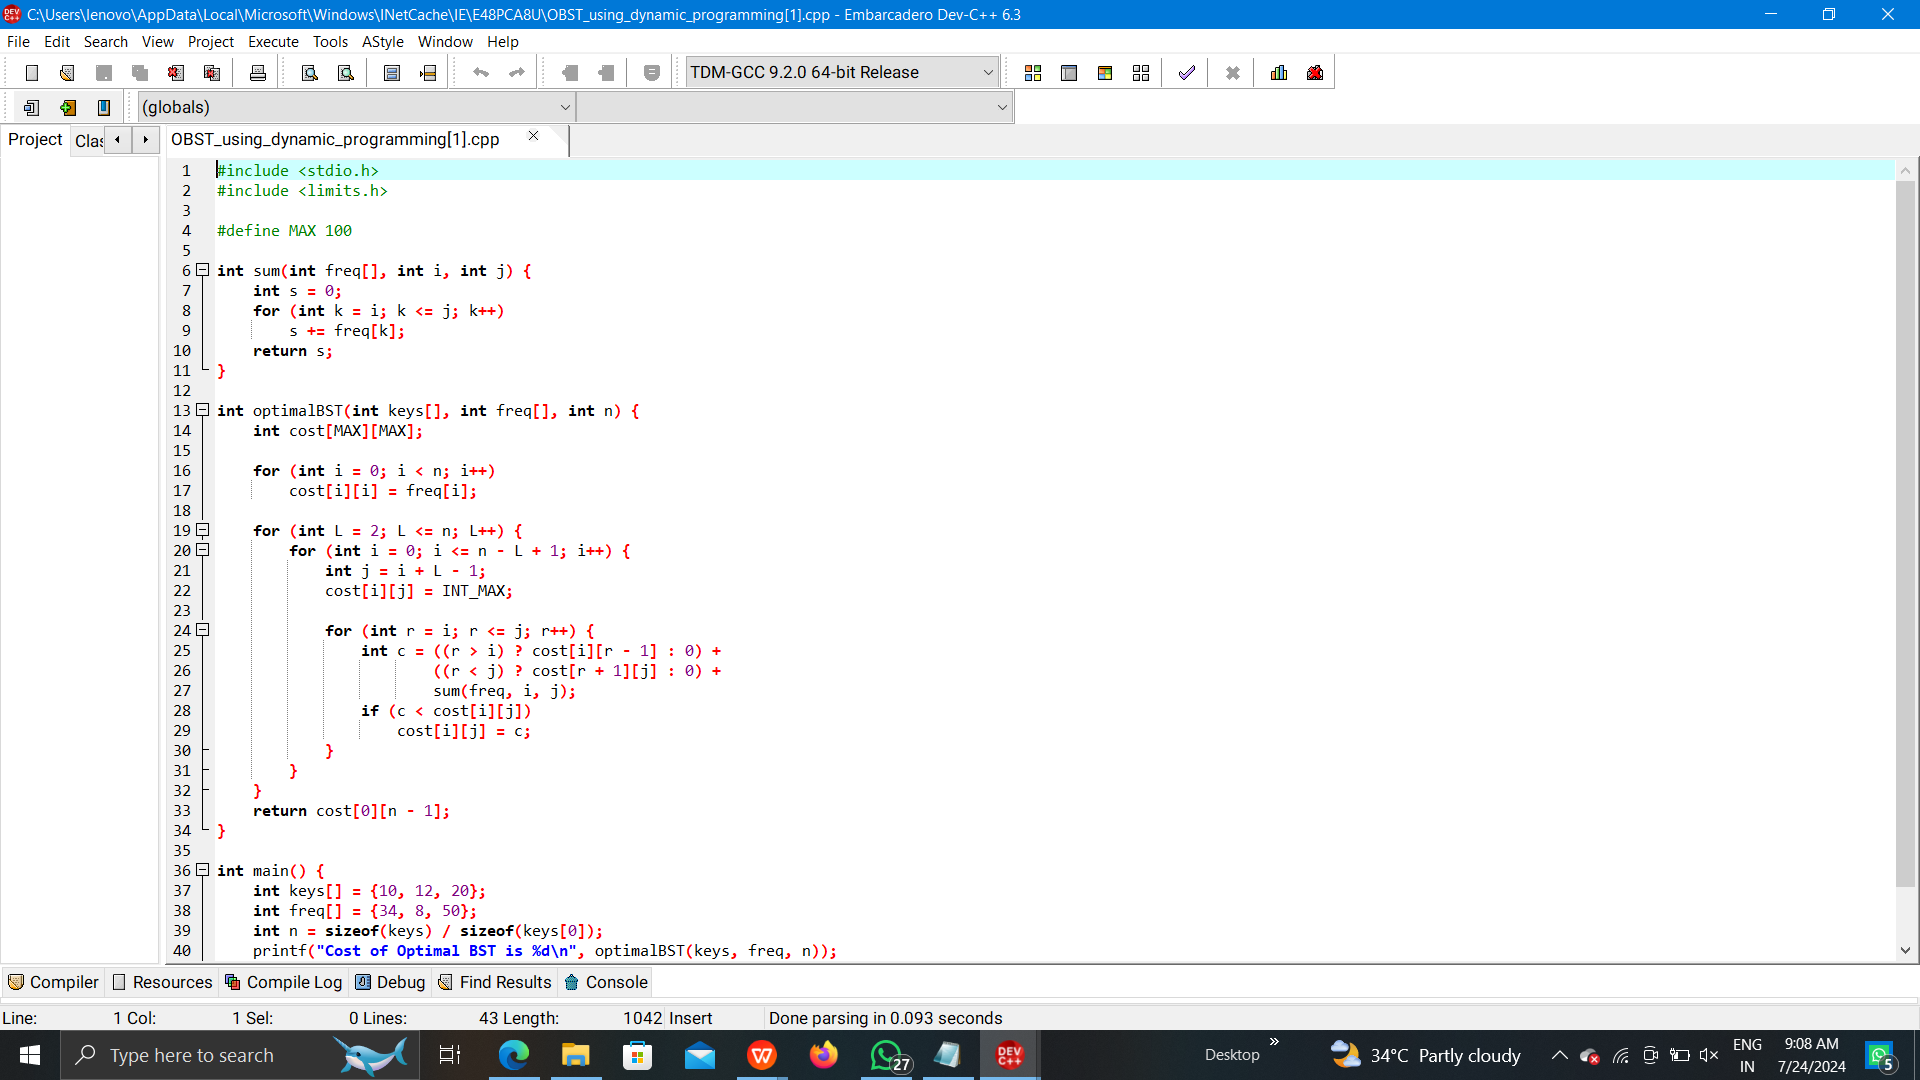 C:\Users\lenovo\AppData\Local\Microsoft\Windows\INetCache\IE\E48PCA8U\OBST_using_dynamic_programming[1].cpp - Embarcadero Dev-C++ 6.3
File Edit Search View Project Execute Tools AStyle Window Help
TDM-GCC 9.2.0 64-bit Release
(globals)
Project Clas OBST_using_dynamic_programming[1].cpp
1 #include <stdio.h>
2 #include <limits.h>
3
4 #define MAX 100
5
6 int sum(int freq[], int i, int j) {
7     int s = 0;
8     for (int k = i; k <= j; k++)
9         s += freq[k];
10     return s;
11 }
12
13 int optimalBST(int keys[], int freq[], int n) {
14     int cost[MAX][MAX];
15
16     for (int i = 0; i < n; i++)
17         cost[i][i] = freq[i];
18
19     for (int L = 2; L <= n; L++) {
20         for (int i = 0; i <= n - L + 1; i++) {
21             int j = i + L - 1;
22             cost[i][j] = INT_MAX;
23
24             for (int r = i; r <= j; r++) {
25                 int c = ((r > i) ? cost[i][r - 1] : 0) +
26                         ((r < j) ? cost[r + 1][j] : 0) +
27                         sum(freq, i, j);
28                 if (c < cost[i][j])
29                     cost[i][j] = c;
30             }
31         }
32     }
33     return cost[0][n - 1];
34 }
35
36 int main() {
37     int keys[] = {10, 12, 20};
38     int freq[] = {34, 8, 50};
39     int n = sizeof(keys) / sizeof(keys[0]);
40     printf("Cost of Optimal BST is %d\n", optimalBST(keys, freq, n));
Compiler Resources Compile Log Debug Find Results Console
Line: 1 Col: 1 Sel: 0 Lines: 43 Length: 1042 Insert Done parsing in 0.093 seconds
Type here to search
27
DEV C++
Desktop
34°C Partly cloudy
ENG 9:08 AM
IN 7/24/2024
5